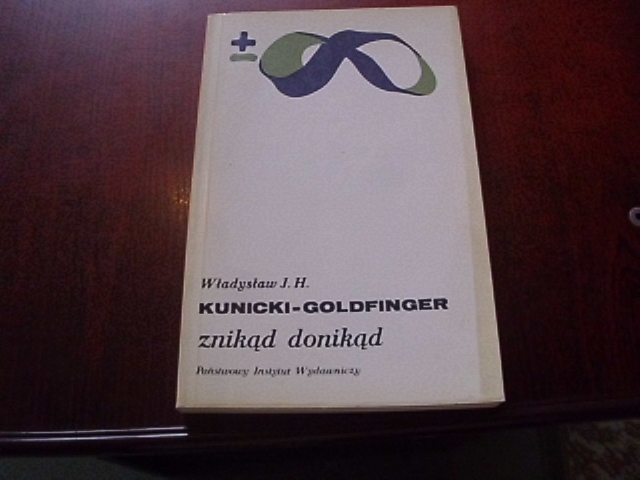 ±
Władysław J. H.
KUNICKI-GOLDFINGER
znikąd donikąd
Państwowy Instytut Wydawniczy